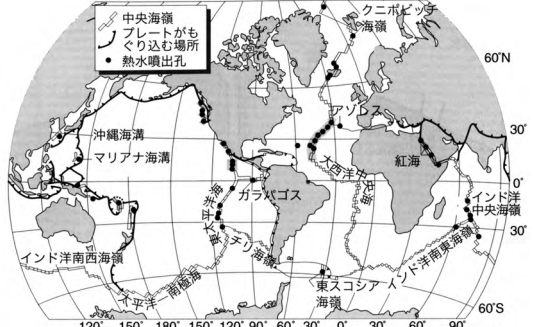 中央海嶺
プレートがも
ぐり込む場所
熱水噴出孔
クニポビッチ
海嶺
60°N
アゾレス
沖縄海溝
30°
マリアナ海溝
大西洋中央海嶺
紅海
0°
ガラパゴス
インド洋
中央海嶺
東太平洋海
30°
チリ海嶺
インド洋南西海嶺
インド洋南東海嶺
太平洋－南極海
東スコシア
海嶺
60°S
120° 150° 180° 150° 120° 90° 60° 30° 0° 30° 60° 90°